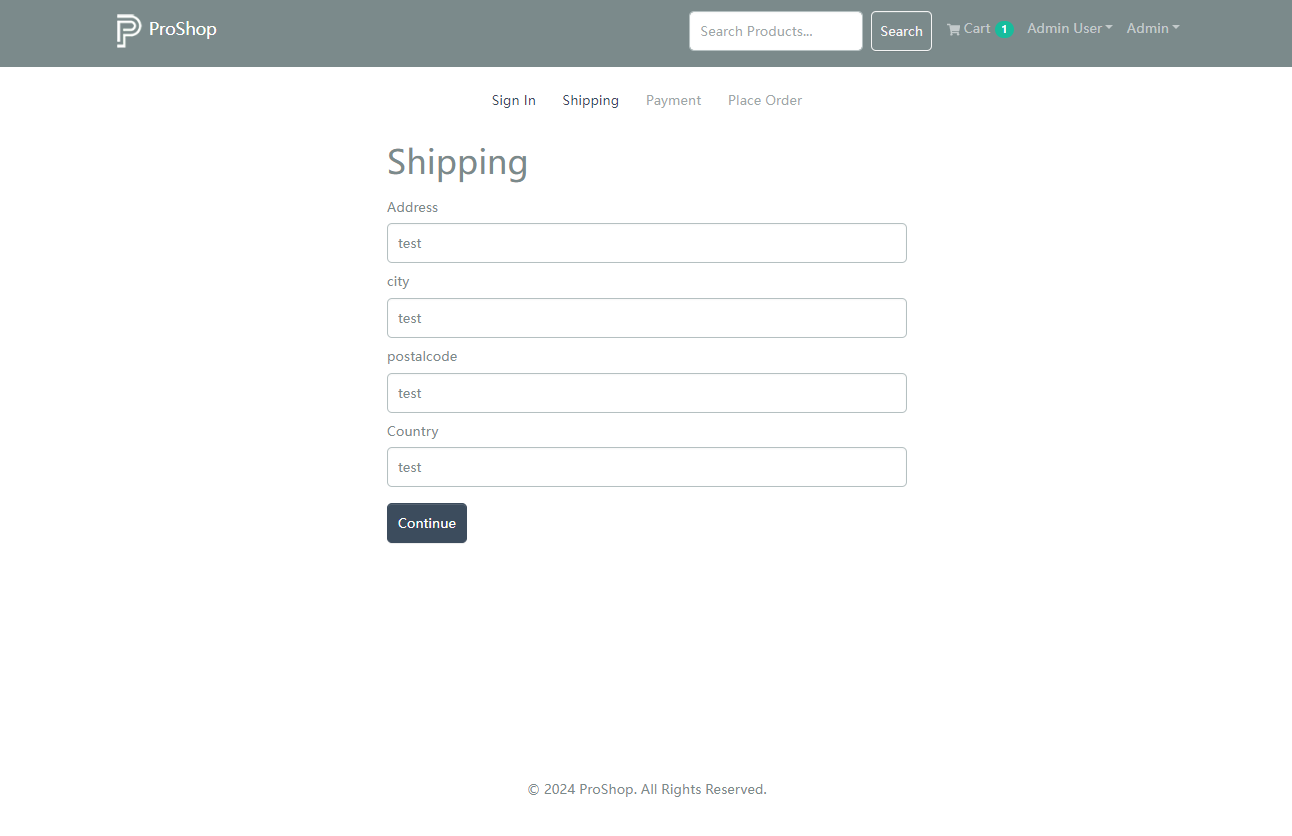 ProShop
Search Products...
Search
Cart 1
Admin User
Admin
Sign In Shipping Payment Place Order
Shipping
Address
test
city
test
postalcode
test
Country
test
Continue
© 2024 ProShop. All Rights Reserved.